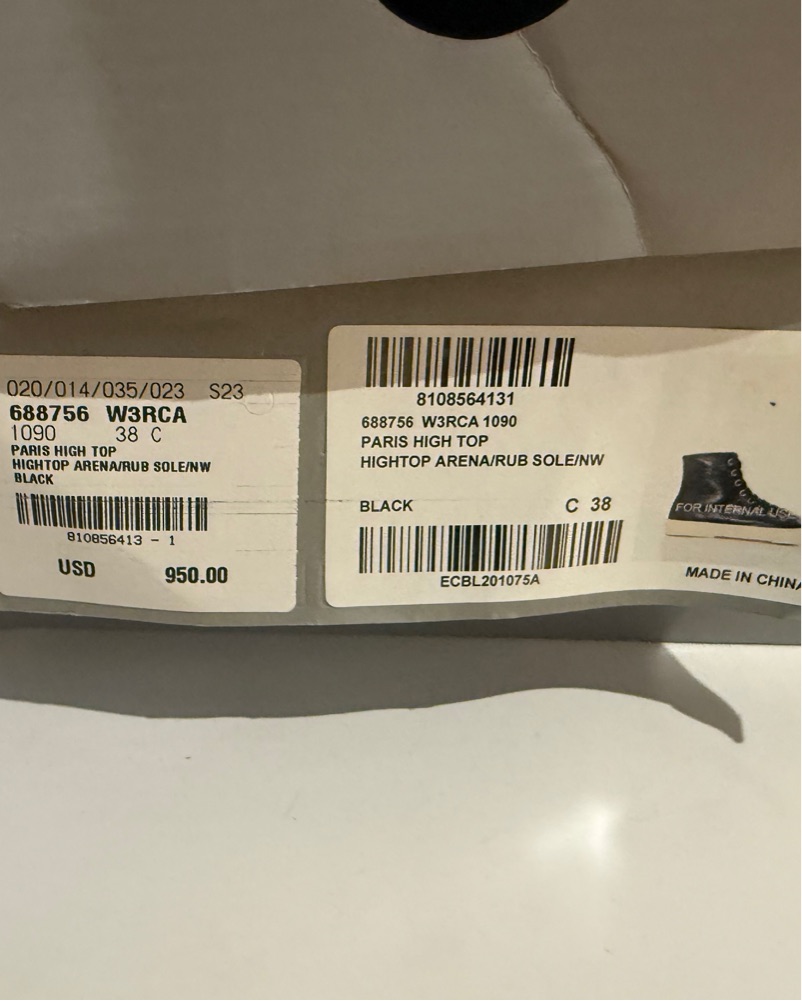 020/014/035/023 S23
688756 W3RCA
1090 38 C
PARIS HIGH TOP
HIGHTOP ARENA/RUB SOLE/NW
BLACK
810856413 - 1
USD 950.00
8108564131
688756 W3RCA 1090
PARIS HIGH TOP
HIGHTOP ARENA/RUB SOLE/NW
BLACK C 38
ECBL201075A
FOR INTERNAL USE
MADE IN CHINA